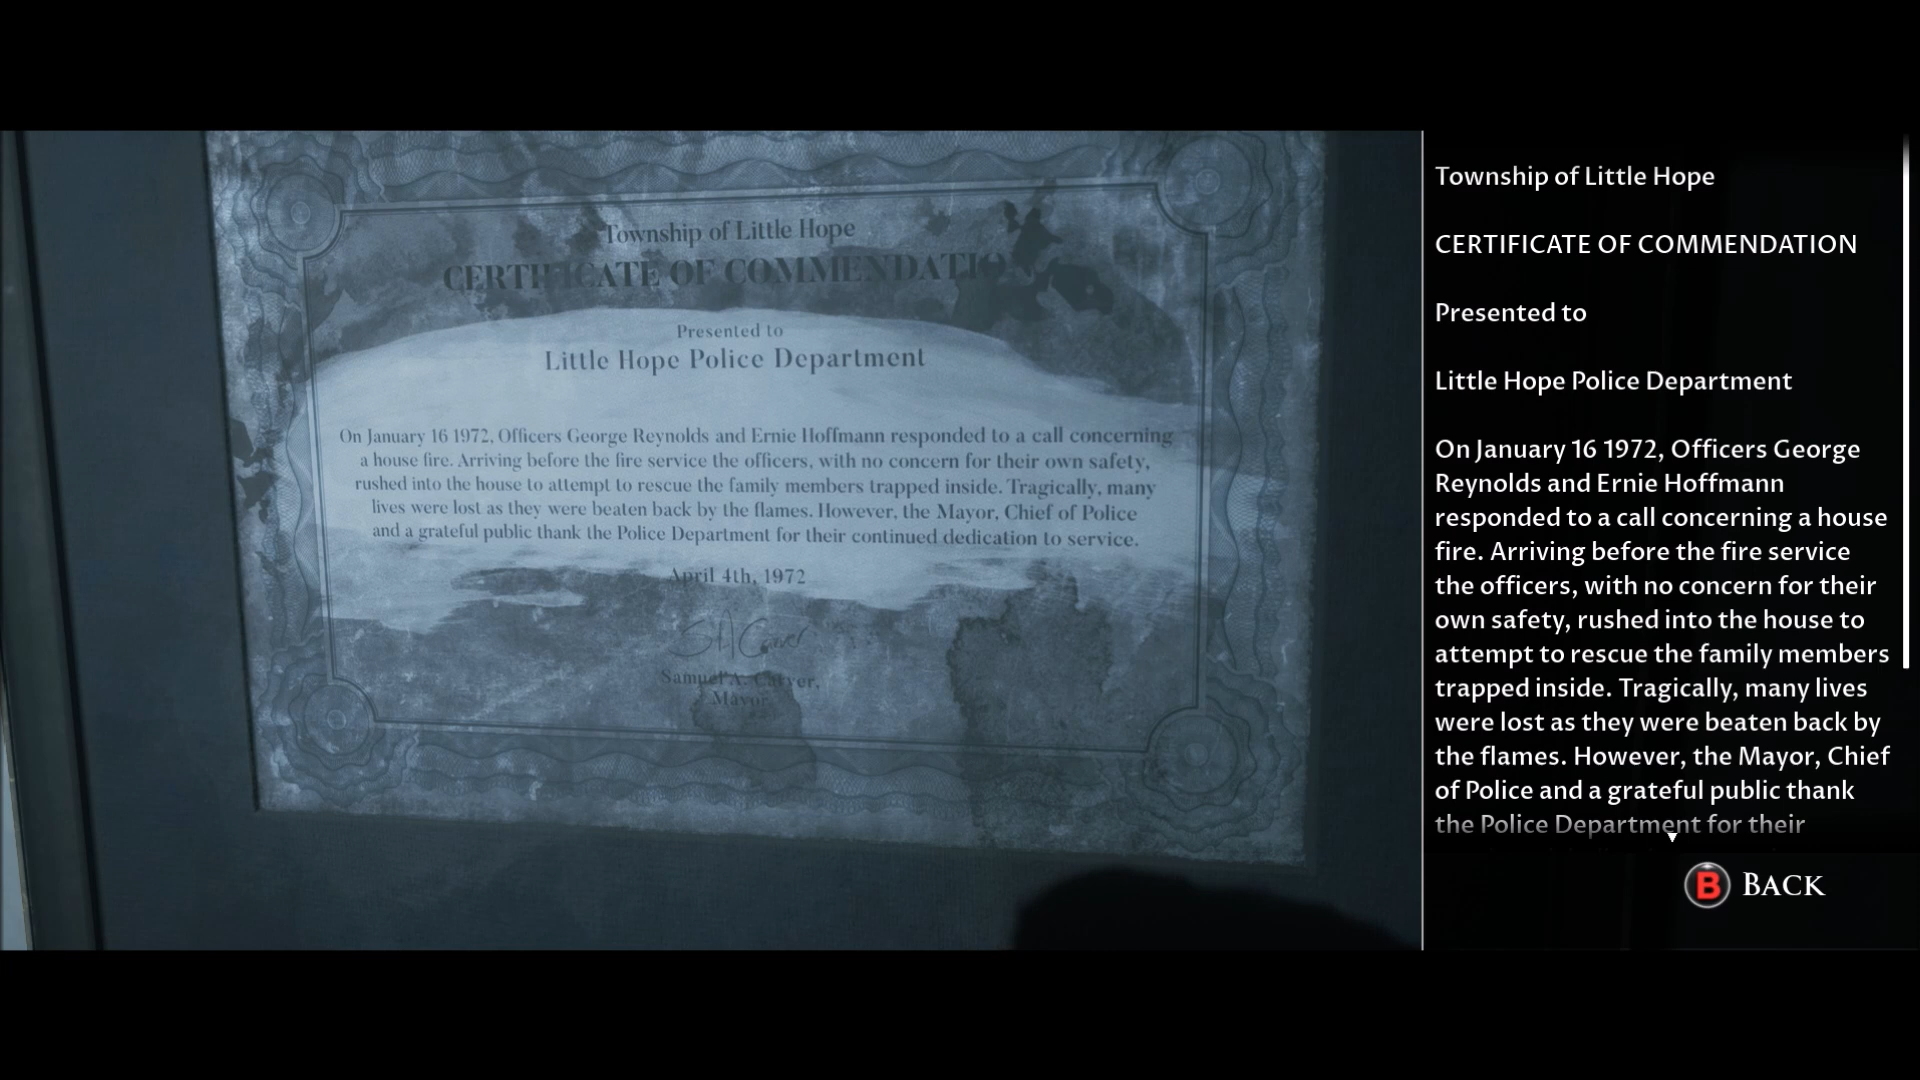 Township of Little Hope
CERTIFICATE OF COMMENDATION
Presented to
Little Hope Police Department
On January 16 1972, Officers George Reynolds and Ernie Hoffmann responded to a call concerning
a house fire. Arriving before the fire service the officers, with no concern for their own safety,
rushed into the house to attempt to rescue the family members trapped inside. Tragically, many
lives were lost as they were beaten back by the flames. However, the Mayor, Chief of Police
and a grateful public thank the Police Department for their continued dedication to service.
April 4th, 1972
SACarver
Samuel A. Carver,
Mayor
Township of Little Hope
CERTIFICATE OF COMMENDATION
Presented to
Little Hope Police Department
On January 16 1972, Officers George
Reynolds and Ernie Hoffmann
responded to a call concerning a house
fire. Arriving before the fire service
the officers, with no concern for their
own safety, rushed into the house to
attempt to rescue the family members
trapped inside. Tragically, many lives
were lost as they were beaten back by
the flames. However, the Mayor, Chief
of Police and a grateful public thank
the Police Department for their
B BACK